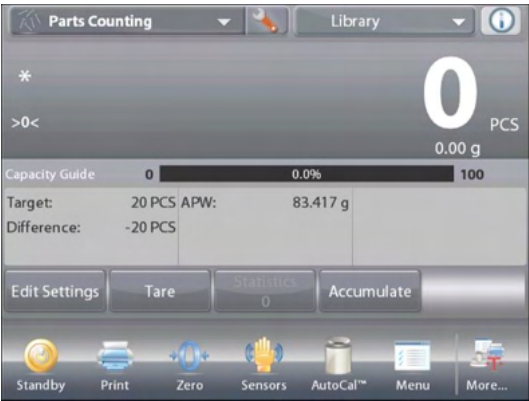 Parts Counting
Library
*
>0<
0 PCS
0.00 g
Capacity Guide 0 0.0% 100
Target: 20 PCS APW: 83.417 g
Difference: -20 PCS
Edit Settings Tare Statistics 0 Accumulate
Standby Print Zero Sensors AutoCal™ Menu More...